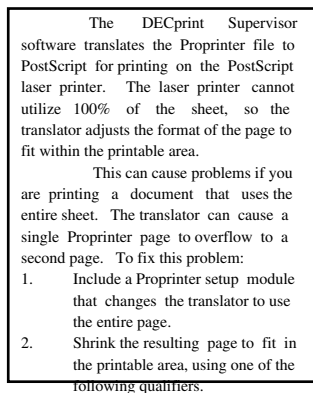 The DECprint Supervisor
software translates the Proprinter file to
PostScript for printing on the PostScript
laser printer. The laser printer cannot
utilize 100% of the sheet, so the
translator adjusts the format of the page to
fit within the printable area.
This can cause problems if you
are printing a document that uses the
entire sheet. The translator can cause a
single Proprinter page to overflow to a
second page. To fix this problem:
1. Include a Proprinter setup module
that changes the translator to use
the entire page.
2. Shrink the resulting page to fit in
the printable area, using one of the
following qualifiers.